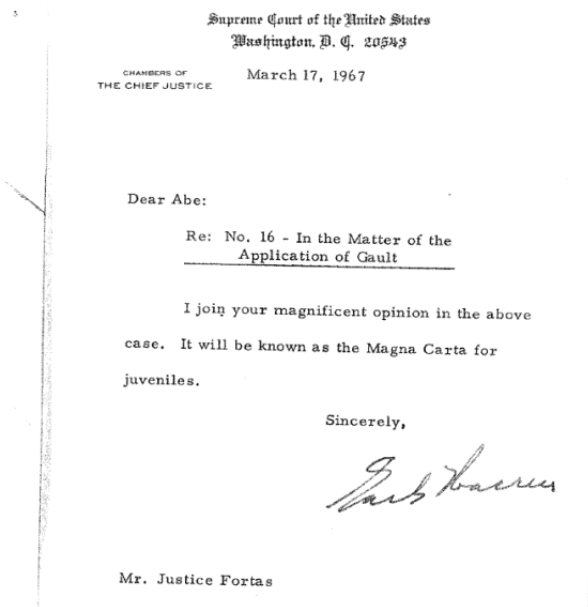 Supreme Court of the United States
Washington, D. C. 20543
CHAMBERS OF
THE CHIEF JUSTICE
March 17, 1967
Dear Abe:
Re: No. 16 - In the Matter of the
Application of Gault
I join your magnificent opinion in the above
case. It will be known as the Magna Carta for
juveniles.
Sincerely,
Earl Warren
Mr. Justice Fortas